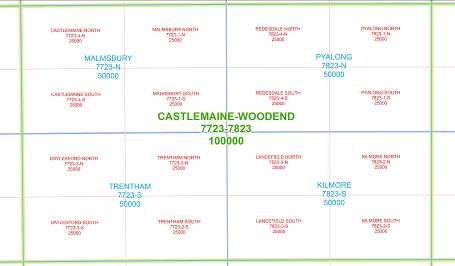 CASTLEMAINE NORTH
7723-4-N
25000
MALMSBURY NORTH
7723-1-N
25000
REDESDALE NORTH
7823-4-N
25000
PYALONG NORTH
7823-1-N
25000
MALMSBURY
7723-N
50000
PYALONG
7823-N
50000
CASTLEMAINE SOUTH
7723-4-S
25000
MALMSBURY SOUTH
7723-1-S
25000
REDESDALE SOUTH
7823-4-S
25000
PYALONG SOUTH
7823-1-S
25000
CASTLEMAINE-WOODEND
7723-7823
100000
DAYLESFORD NORTH
7723-3-N
25000
TRENTHAM NORTH
7723-2-N
25000
LANCEFIELD NORTH
7823-3-N
25000
KILMORE NORTH
7823-2-N
25000
TRENTHAM
7723-S
50000
KILMORE
7823-S
50000
DAYLESFORD SOUTH
7723-3-S
25000
TRENTHAM SOUTH
7723-2-S
25000
LANCEFIELD SOUTH
7823-3-S
25000
KILMORE SOUTH
7823-2-S
25000